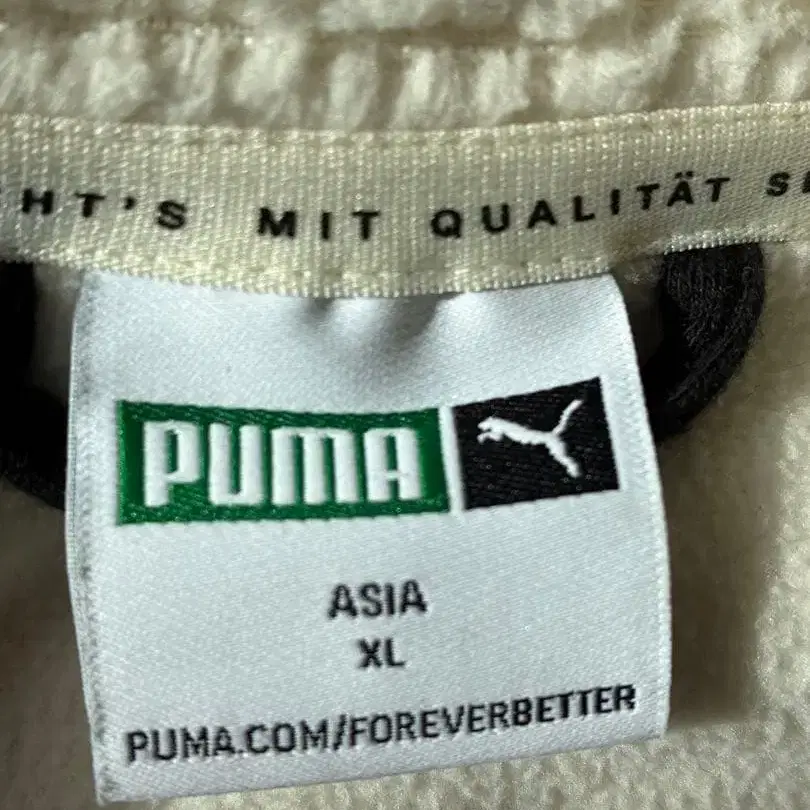 HT'S MIT QUALITÄT
PUMA
ASIA
XL
PUMA.COM/FOREVERBETTER